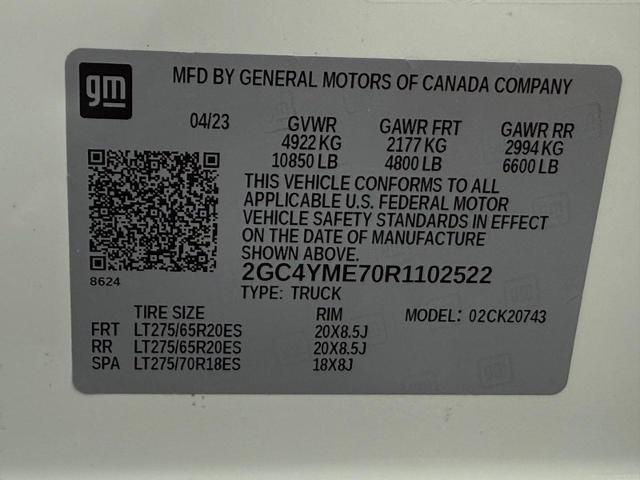 gm
MFD BY GENERAL MOTORS OF CANADA COMPANY
04/23 GVWR GAWR FRT GAWR RR
4922 KG 2177 KG 2994 KG
10850 LB 4800 LB 6600 LB
THIS VEHICLE CONFORMS TO ALL
APPLICABLE U.S. FEDERAL MOTOR
VEHICLE SAFETY STANDARDS IN EFFECT
ON THE DATE OF MANUFACTURE
SHOWN ABOVE.
8624
2GC4YME70R1102522
TYPE: TRUCK
TIRE SIZE RIM MODEL: 02CK20743
FRT LT275/65R20ES 20X8.5J
RR LT275/65R20ES 20X8.5J
SPA LT275/70R18ES 18X8J